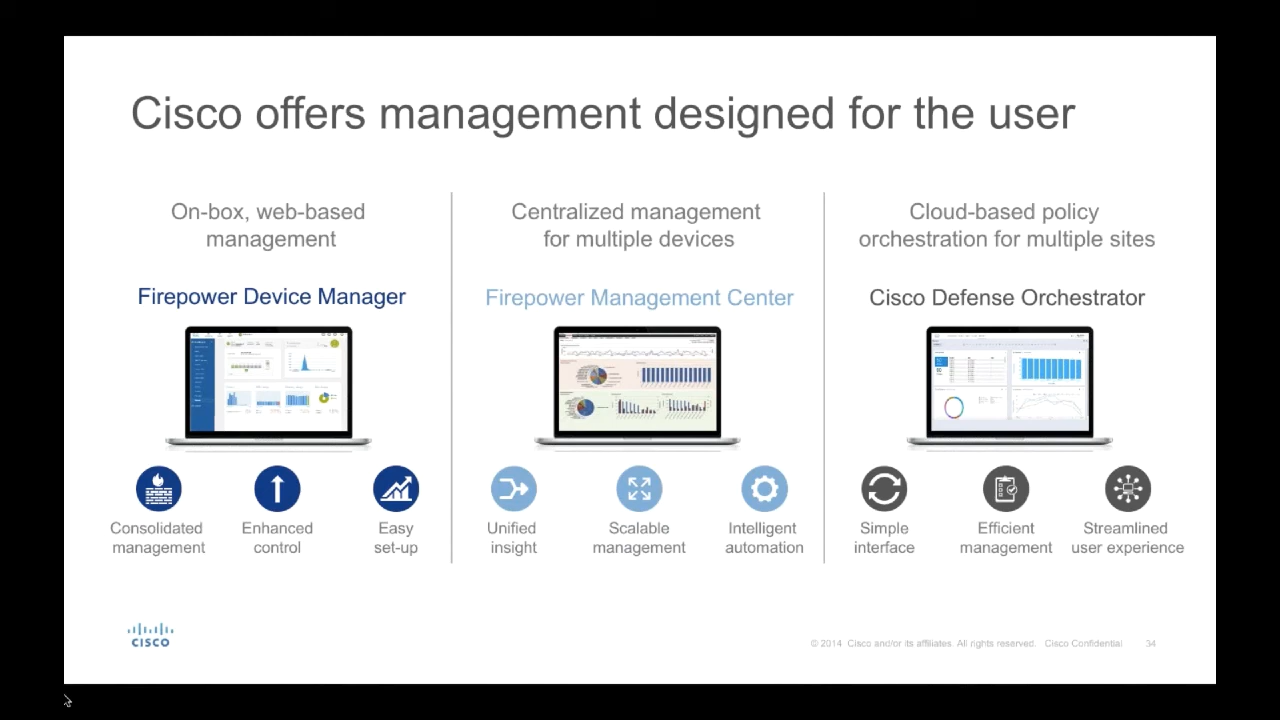 Cisco offers management designed for the user
On-box, web-based
management
Firepower Device Manager
Consolidated
management
Enhanced
control
Easy
set-up
Centralized management
for multiple devices
Firepower Management Center
Unified
insight
Scalable
management
Intelligent
automation
Cloud-based policy
orchestration for multiple sites
Cisco Defense Orchestrator
Simple
interface
Efficient
management
Streamlined
user experience
CISCO
© 2014 Cisco and/or its affiliates. All rights reserved. Cisco Confidential 34